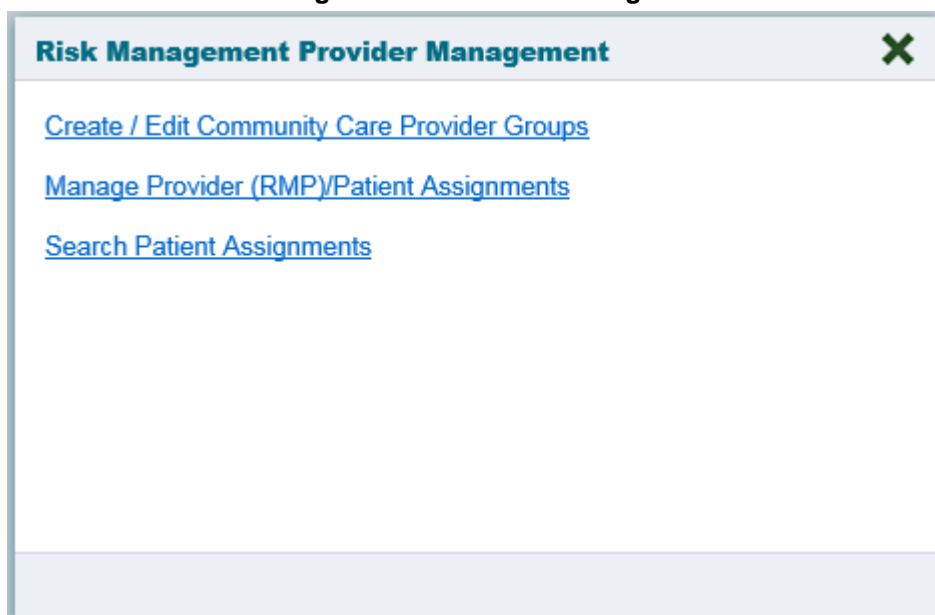 Risk Management Provider Management
Create / Edit Community Care Provider Groups
Manage Provider (RMP)/Patient Assignments
Search Patient Assignments